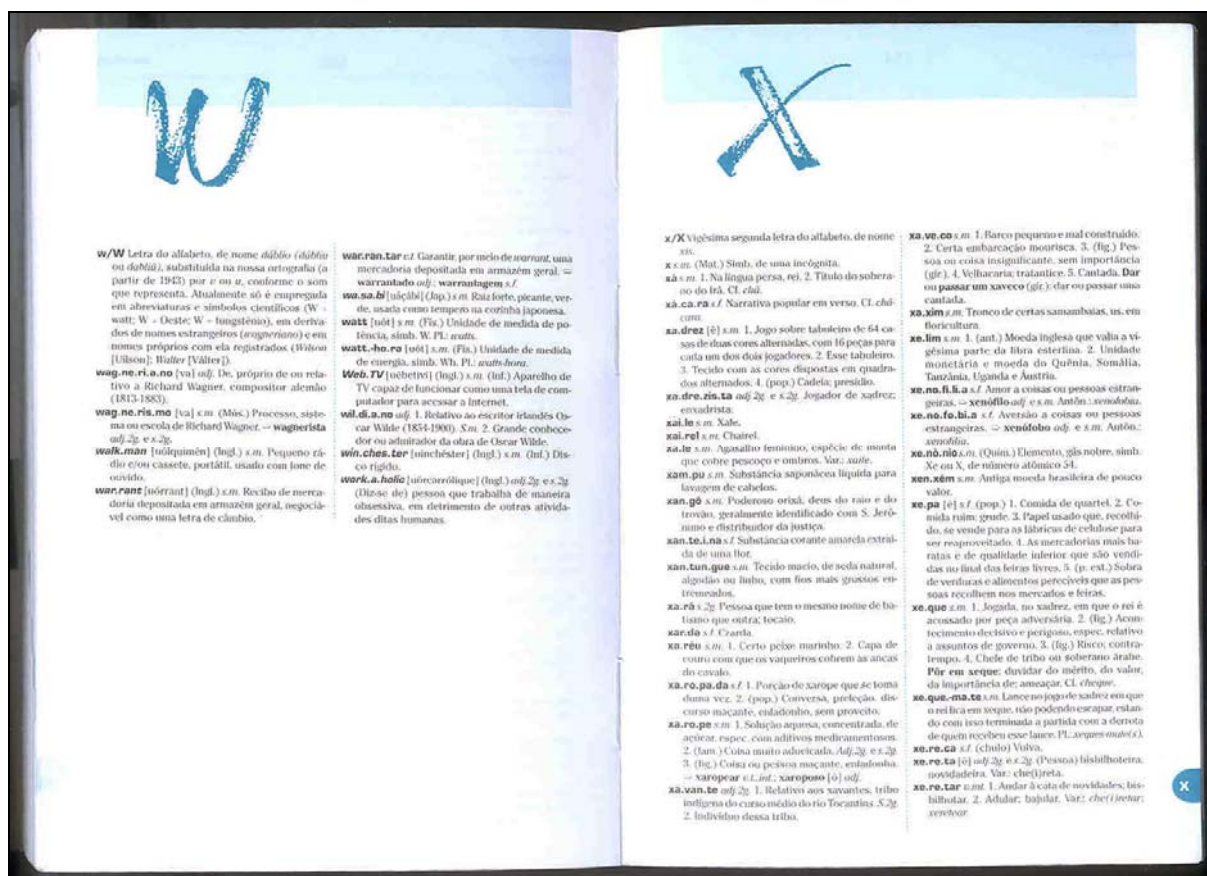 W
w/W Letra do alfabeto, de nome dáblio (dábliu
ou dabliú), substituída na nossa ortografia (a
partir de 1943) por v ou u, conforme o som
que representa. Atualmente só é empregada
em abreviaturas e símbolos científicos (W -
watt; W - Oeste; W - tungstênio), em deriva-
dos de nomes estrangeiros (wagneriano) e em
nomes próprios com ela registrados (Wilson
[Uílson]; Walter [Válter]).
wag.ne.ri.a.no [va] adj. De, próprio de ou rela-
tivo a Richard Wagner, compositor alemão
(1813-1883).
wag.ne.ris.mo [va] s.m. (Mús.) Processo, siste-
ma ou escola de Richard Wagner. — wagnerista
adj.2g. e s.2g.
walk.man [uólquimên] (Ingl.) s.m. Pequeno rá-
dio e/ou cassete, portátil, usado com fone de
ouvido.
war.rant [uórrant] (Ingl.) s.m. Recibo de merca-
doria depositada em armazém geral, negociá-
vel como uma letra de câmbio.
war.ran.tar v.t. Garantir, por meio de warrant, uma
mercadoria depositada em armazém geral. —
warrantado adj.; warrantagem s.f.
wa.sa.bi [uáçábi] (Jap.) s.m. Raiz forte, picante, ver-
de, usada como tempero na cozinha japonesa.
watt [uót] s.m. (Fís.) Unidade de medida de po-
tência, simb. W. Pl.: watts.
watt.-ho.ra [uót] s.m. (Fís.) Unidade de medida
de energia, simb. Wh. Pl.: watts-hora.
Web.TV [oébetiví] (Ingl.) s.m. (Inf.) Aparelho de
TV capaz de funcionar como uma tela de com-
putador para acessar a Internet.
wil.di.a.no adj. 1. Relativo ao escritor irlandês Os-
car Wilde (1854-1900). S.m. 2. Grande conhece-
dor ou admirador da obra de Oscar Wilde.
win.ches.ter [uinchéster] (Ingl.) s.m. (Inf.) Dis-
co rígido.
work.a.holic [uôrcarrólique] (Ingl.) adj.2g. e s.2g.
(Diz-se de) pessoa que trabalha de maneira
obsessiva, em detrimento de outras ativida-
des ditas humanas.
X
x/X Vigésima segunda letra do alfabeto, de nome
xis.
x s.m. (Mat.) Símb. de uma incógnita.
xá s.m. 1. Na língua persa, rei. 2. Título do sobera-
no do Irã. Cf. chá.
xá.ca.ra s.f. Narrativa popular em verso. Cf. chá-
cara.
xa.drez [ê] s.m. 1. Jogo sobre tabuleiro de 64 ca-
sas de duas cores alternadas, com 16 peças para
cada um dos dois jogadores. 2. Esse tabuleiro.
3. Tecido com as cores dispostas em quadra-
dos alternados. 4. (pop.) Cadeia; presídio.
xa.dre.zis.ta adj.2g. e s.2g. Jogador de xadrez;
enxadrista.
xai.le s.m. Xale.
xai.rel s.m. Chairel.
xa.le s.m. Agasalho feminino, espécie de manta
que cobre pescoço e ombros. Var.: xaile.
xam.pu s.m. Substância saponácea líquida para
lavagem de cabelos.
xan.gô s.m. Poderoso orixá, deus do raio e do
trovão, geralmente identificado com S. Jerô-
nimo e distribuidor da justiça.
xan.te.i.na s.f. Substância corante amarela extraí-
da de uma flor.
xan.tun.gue s.m. Tecido macio, de seda natural,
algodão ou linho, com fios mais grossos en-
tremeados.
xa.rá s.2g. Pessoa que tem o mesmo nome de ba-
tismo que outra; tocaio.
xar.da s.f. Czarda.
xa.réu s.m. 1. Certo peixe marinho. 2. Capa de
couro com que os vaqueiros cobrem as ancas
do cavalo.
xa.ro.pa.da s.f. 1. Porção de xarope que se toma
duma vez. 2. (pop.) Conversa, preleção, dis-
curso maçante, enfadonho, sem proveito.
xa.ro.pe s.m. 1. Solução aquosa, concentrada, de
açúcar, espec. com aditivos medicamentosos.
2. (fam.) Coisa muito adocicada. Adj.2g. e s.2g.
3. (fig.) Coisa ou pessoa maçante, enfadonha.
— xaropear v.t. int.; xaroposo [ô] adj.
xa.van.te adj.2g. 1. Relativo aos xavantes, tribo
indígena do curso médio do rio Tocantins. S.2g.
2. Indivíduo dessa tribo.
xa.ve.co s.m. 1. Barco pequeno e mal construído.
2. Certa embarcação mourisca. 3. (fig.) Pes-
soa ou coisa insignificante, sem importância
(gír.). 4. Velhacaria; tratantice. 5. Cantada. Dar
ou passar um xaveco (gír.): dar ou passar uma
cantada.
xa.xim s.m. Tronco de certas samambaias, us. em
floricultura.
xe.lim s.m. 1. (ant.) Moeda inglesa que valia a vi-
gésima parte da libra esterlina. 2. Unidade
monetária e moeda do Quênia, Somália,
Tanzânia, Uganda e Áustria.
xe.no.fi.li.a s.f. Amor a coisas ou pessoas estran-
geiras. — xenófilo adj. e s.m. Antôn.: xenofobia.
xe.no.fo.bi.a s.f. Aversão a coisas ou pessoas
estrangeiras. — xenófobo adj. e s.m. Antôn.:
xenofilia.
xe.nô.nio s.m. (Quím.) Elemento, gás nobre, simb.
Xe ou X, de número atômico 54.
xen.xém s.m. Antiga moeda brasileira de pouco
valor.
xe.pa [ê] s.f. (pop.) 1. Comida de quartel. 2. Co-
mida ruim; grude. 3. Papel usado que, recolhi-
do, se vende para as fábricas de celulose para
ser reaproveitado. 4. As mercadorias mais ba-
ratas e de qualidade inferior que são vendi-
das no final das feiras livres. 5. (p. ext.) Sobra
de verduras e alimentos perecíveis que as pes-
soas recolhem nos mercados e feiras.
xe.que s.m. 1. Jogada, no xadrez, em que o rei é
acossado por peça adversária. 2. (fig.) Acon-
tecimento decisivo e perigoso, espec. relativo
a assuntos de governo. 3. (fig.) Risco; contra-
tempo. 4. Chefe de tribo ou soberano árabe.
Pôr em xeque: duvidar do mérito, do valor,
da importância de; ameaçar. Cf. cheque.
xe.que.-ma.te s.m. Lance no jogo de xadrez em que
o rei fica em xeque, não podendo escapar, estan-
do com isso terminada a partida com a derrota
de quem recebeu esse lance. Pl.: xeques-mate(s).
xe.re.ca s.f. (chulo) Vulva.
xe.re.ta [ê] adj.2g. e s.2g. (Pessoa) bisbilhoteira,
novidadeira. Var.: che(i)reta.
xe.re.tar v.int. 1. Andar à cata de novidades; bis-
bilhotar. 2. Adular; bajular. Var.: che(i)retar;
xeretear.
X